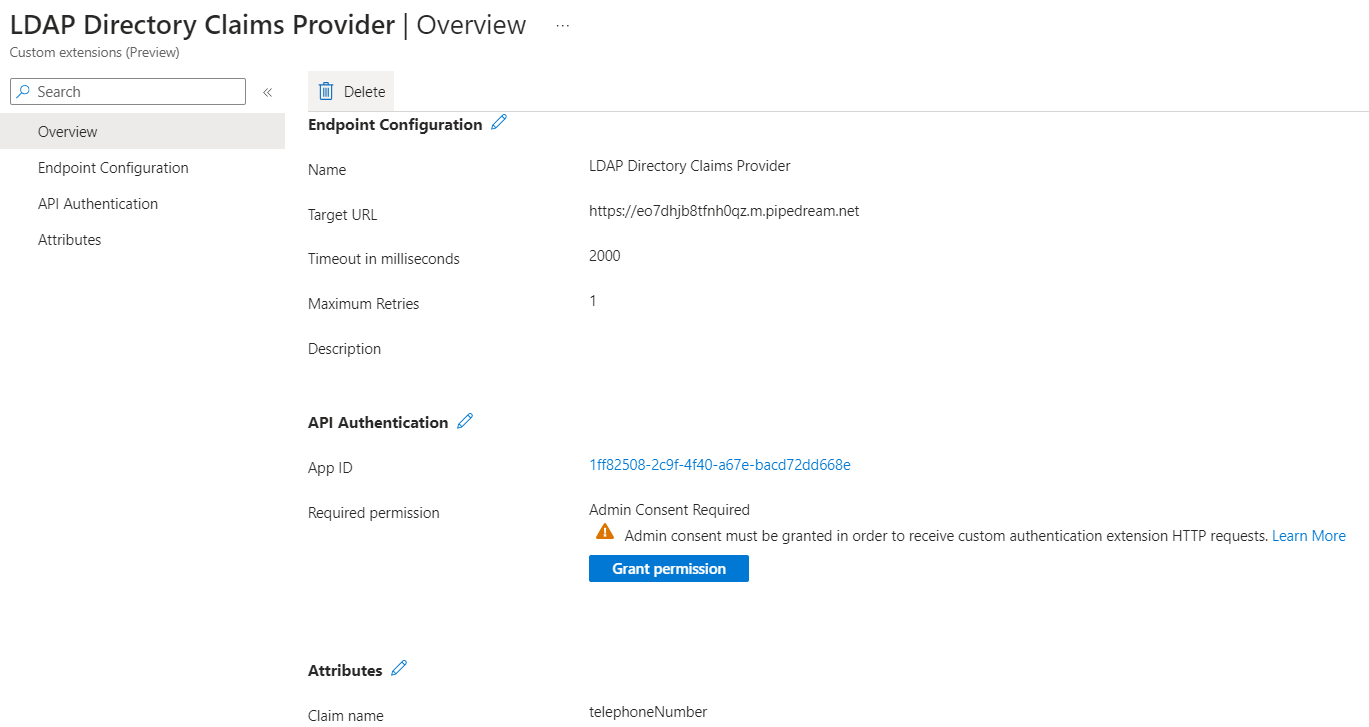 LDAP Directory Claims Provider | Overview ...
Custom extensions (Preview)
Search
«
Delete
Overview
Endpoint Configuration
API Authentication
Attributes
Endpoint Configuration
Name LDAP Directory Claims Provider
Target URL https://eo7dhjb8tfnh0qz.m.pipedream.net
Timeout in milliseconds 2000
Maximum Retries 1
Description
API Authentication
App ID 1ff82508-2c9f-4f40-a67e-bacd72dd668e
Required permission Admin Consent Required
Admin consent must be granted in order to receive custom authentication extension HTTP requests. Learn More
Grant permission
Attributes
Claim name telephoneNumber